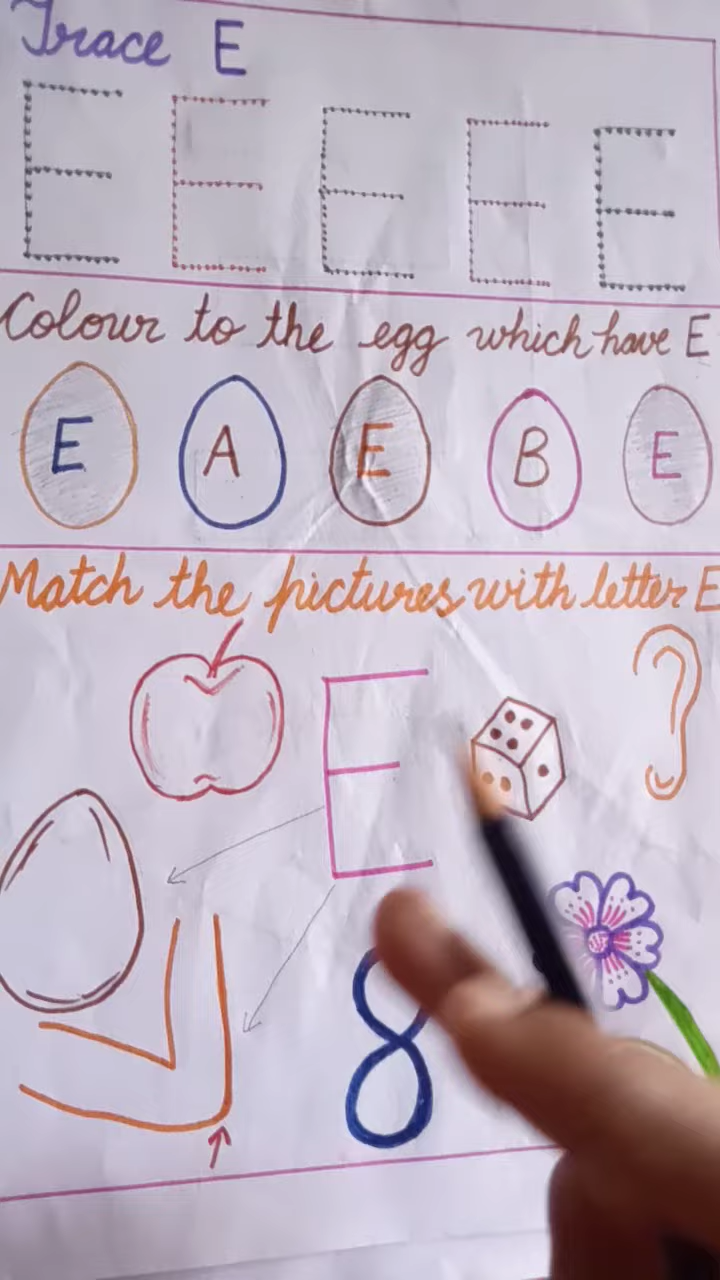 Trace E
E E E E E
Colour to the egg which have E
E A E B E
Match the pictures with letter E
E
8